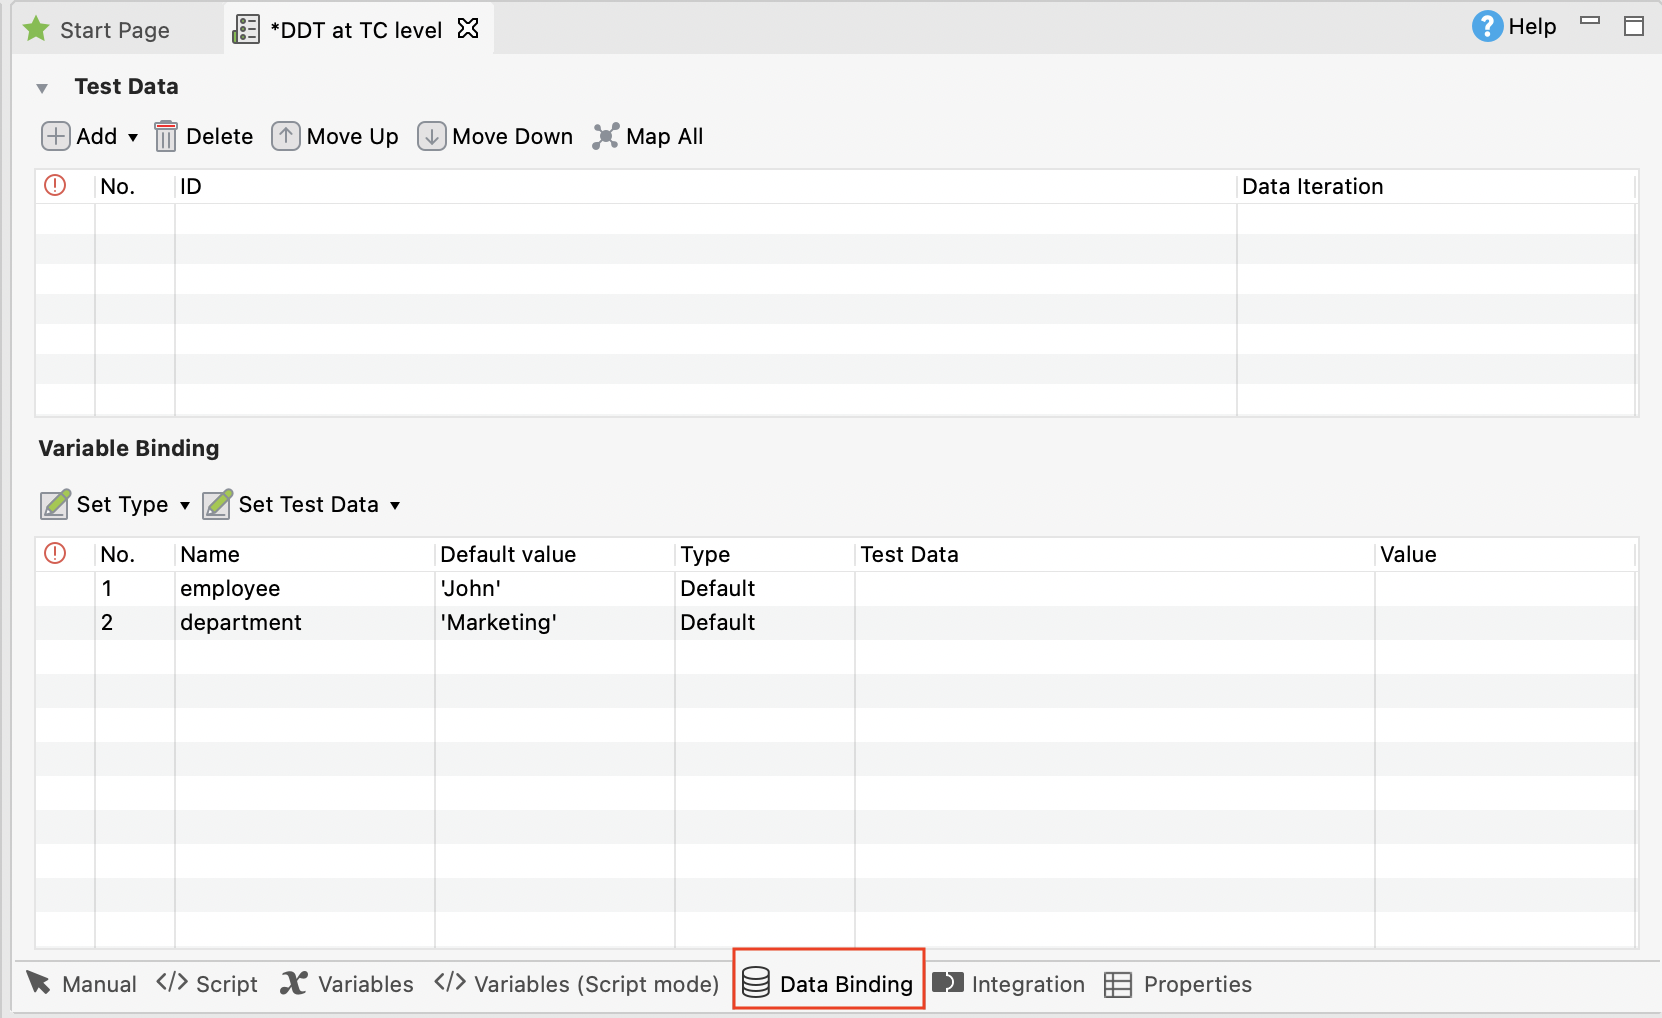 Start Page *DDT at TC level Help
Test Data
Add Delete Move Up Move Down Map All
No. ID Data Iteration
Variable Binding
Set Type Set Test Data
No. Name Default value Type Test Data Value
1 employee 'John' Default
2 department 'Marketing' Default
Manual </> Script Variables </> Variables (Script mode) Data Binding Integration Properties